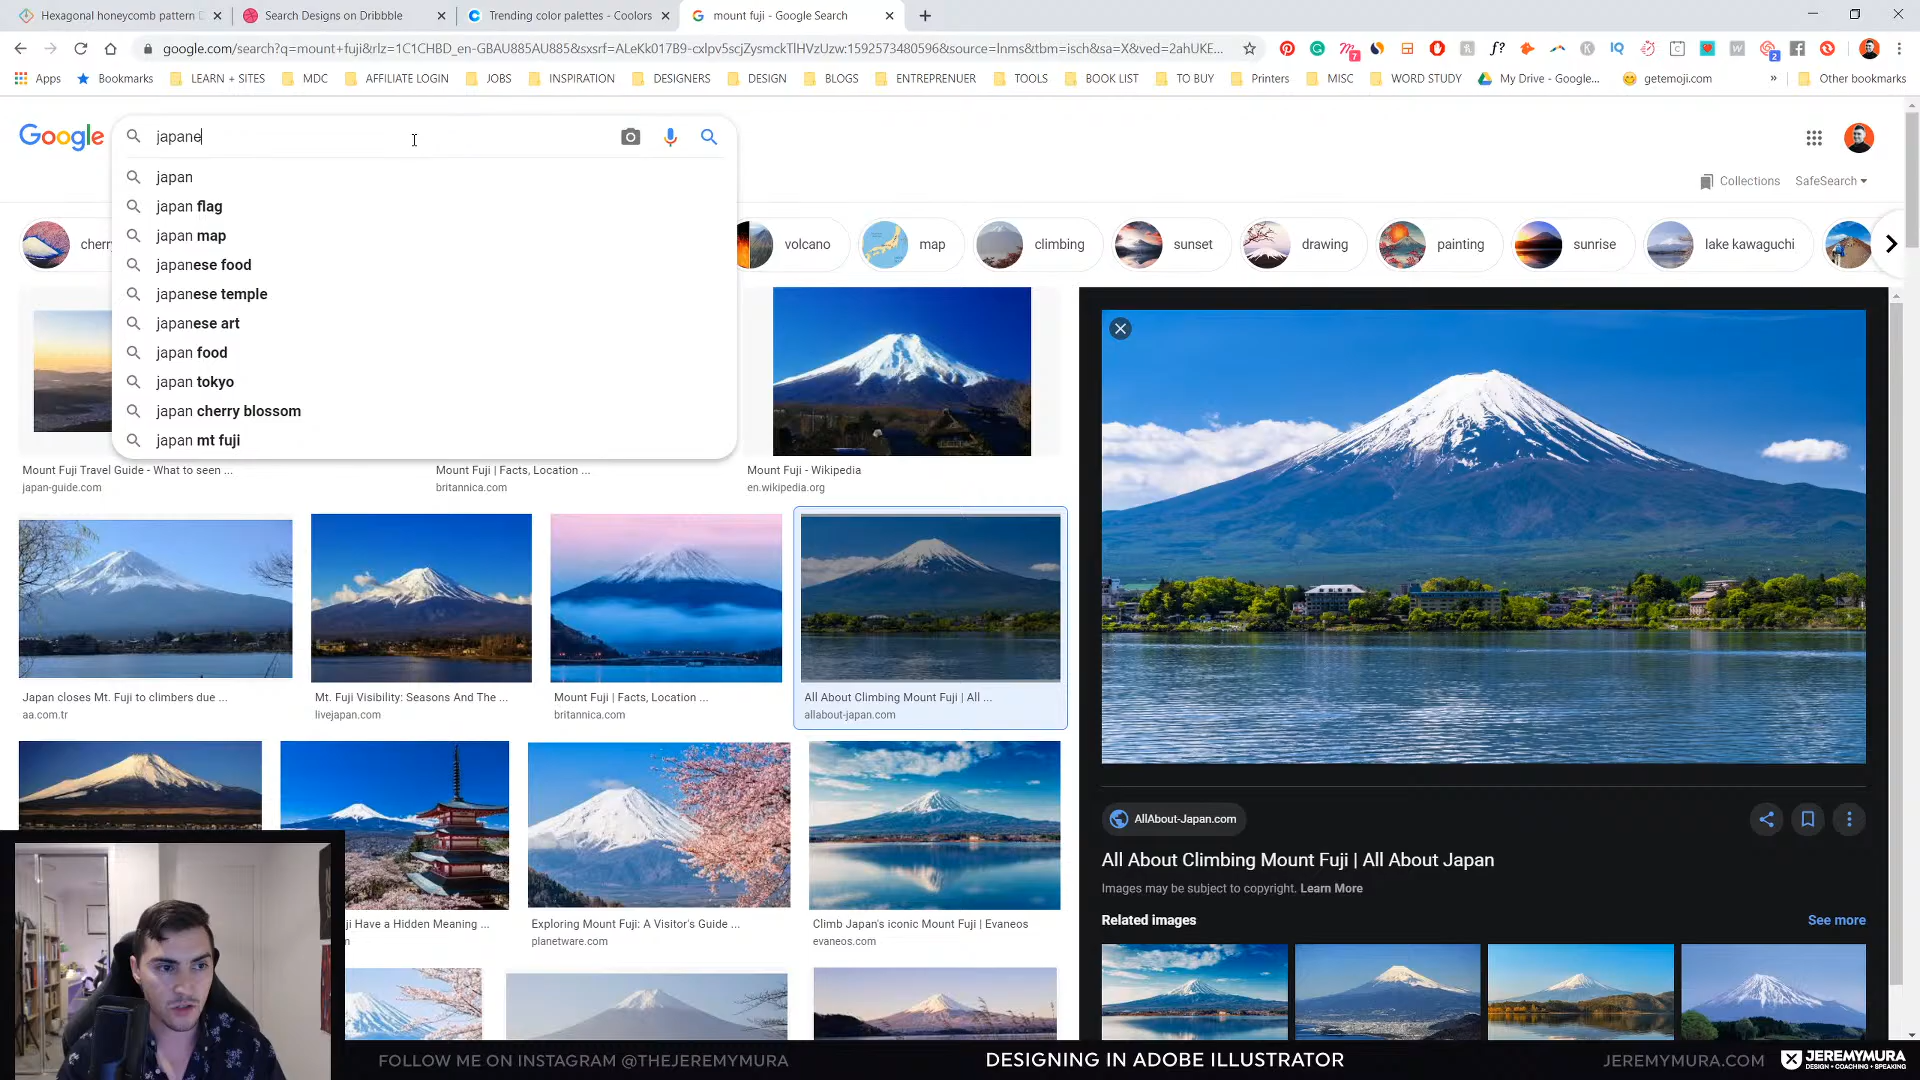 Hexagonal honeycomb pattern D
Search Designs on Dribbble
Trending color palettes - Coolors
mount fuji - Google Search
google.com/search?q=mount+fuji&rlz=1C1CHBD_en-GBAU885AU885&sxsrf=ALeKk017B9-cxlpv5scjZysmckTlHVzUzw:1592573480596&source=lnms&tbm=isch&sa=X&ved=2ahUKE...
Apps
Bookmarks
LEARN + SITES
MDC
AFFILIATE LOGIN
JOBS
INSPIRATION
DESIGNERS
DESIGN
BLOGS
ENTREPRENUER
TOOLS
BOOK LIST
TO BUY
Printers
MISC
WORD STUDY
My Drive - Google...
getemoji.com
Other bookmarks
Google
japane
Collections
SafeSearch
japan
japan flag
japan map
japanese food
japanese temple
japanese art
japan food
japan tokyo
japan cherry blossom
japan mt fuji
cherr
volcano
map
climbing
sunset
drawing
painting
sunrise
lake kawaguchi
Mount Fuji Travel Guide - What to seen ...
japan-guide.com
Mount Fuji | Facts, Location ...
britannica.com
Mount Fuji - Wikipedia
en.wikipedia.org
Japan closes Mt. Fuji to climbers due ...
aa.com.tr
Mt. Fuji Visibility: Seasons And The ...
livejapan.com
Mount Fuji | Facts, Location ...
britannica.com
All About Climbing Mount Fuji | All ...
allabout-japan.com
ji Have a Hidden Meaning ...
m
Exploring Mount Fuji: A Visitor's Guide ...
planetware.com
Climb Japan's iconic Mount Fuji | Evaneos
evaneos.com
AllAbout-Japan.com
All About Climbing Mount Fuji | All About Japan
Images may be subject to copyright. Learn More
Related images
See more
FOLLOW ME ON INSTAGRAM @THEJEREMYMURA
DESIGNING IN ADOBE ILLUSTRATOR
JEREMYMURA.COM
JEREMYMURA
DESIGN • COACHING • SPEAKING